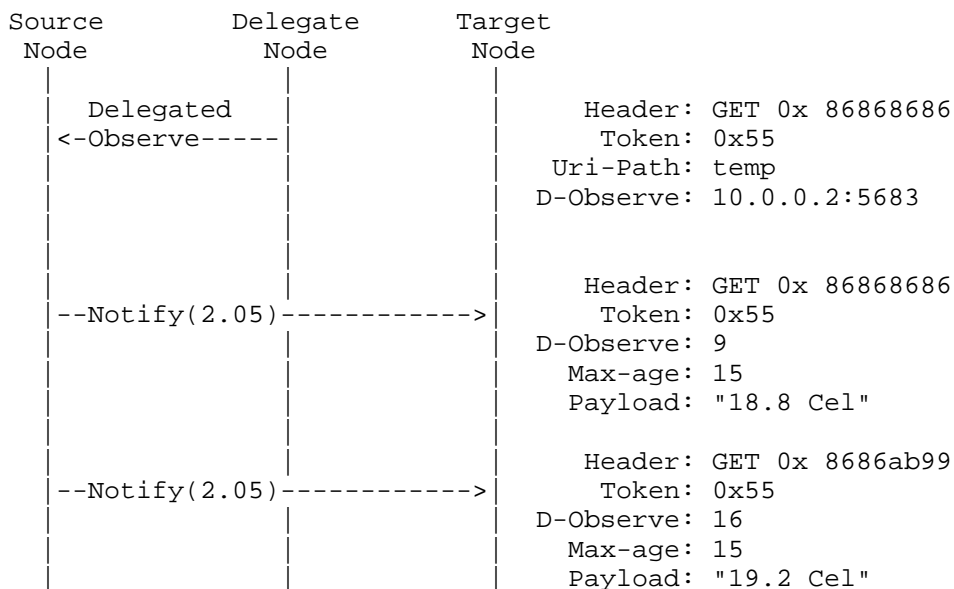 Source Delegate Target
Node Node Node
Delegated Header: GET 0x 86868686
<-Observe----- Token: 0x55
Uri-Path: temp
D-Observe: 10.0.0.2:5683
Header: GET 0x 86868686
--Notify(2.05)------------> Token: 0x55
D-Observe: 9
Max-age: 15
Payload: "18.8 Cel"
Header: GET 0x 8686ab99
--Notify(2.05)------------> Token: 0x55
D-Observe: 16
Max-age: 15
Payload: "19.2 Cel"